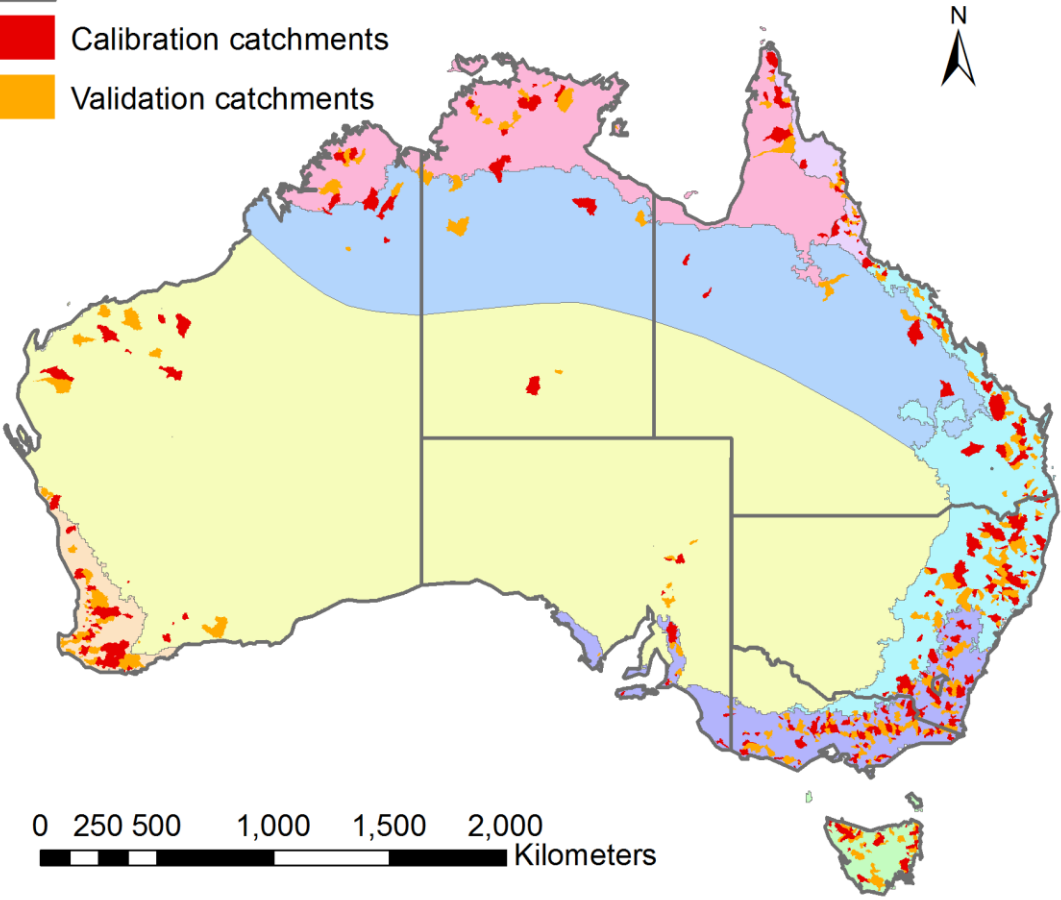 N
Calibration catchments
Validation catchments
0 250 500 1,000 1,500 2,000
Kilometers